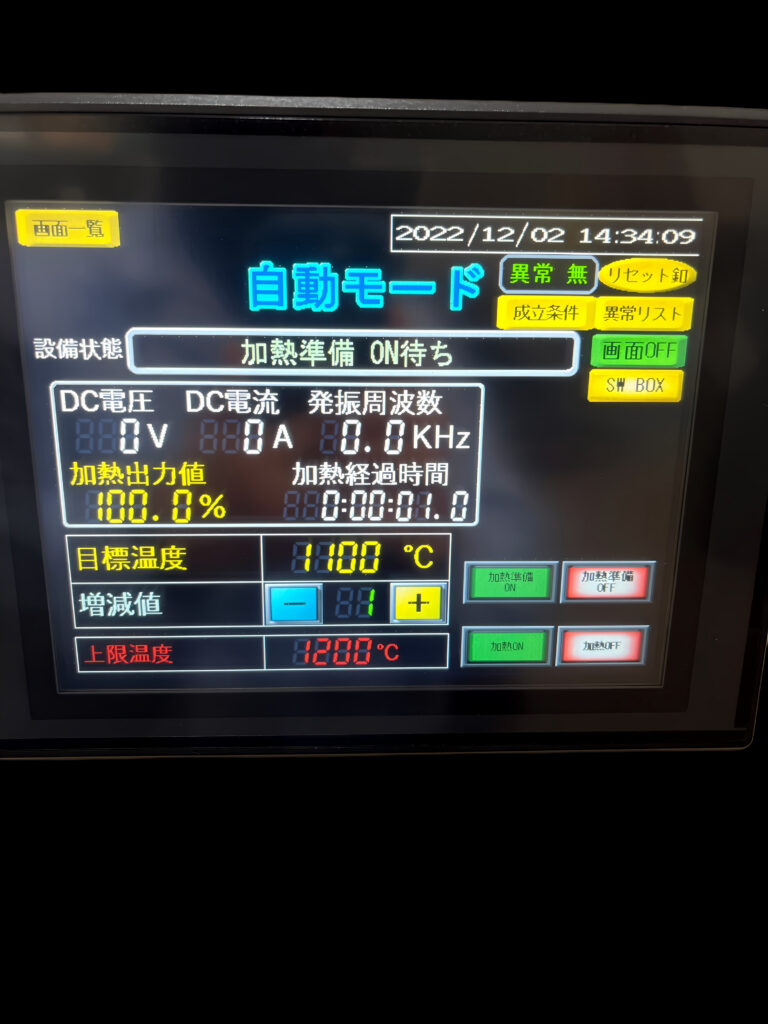 画面一覧
2022/12/02 14:34:09
自動モード
異常 無
リセット釦
成立条件
異常リスト
設備状態
加熱準備 ON待ち
画面OFF
SW BOX
DC電圧 DC電流 発振周波数
0V 0A 0.0KHz
加熱出力値 加熱経過時間
100.0% 0:00:01.0
目標温度 1100 ℃
増減値 - 1 +
上限温度 1200℃
加熱準備
ON
加熱準備
OFF
加熱ON
加熱OFF